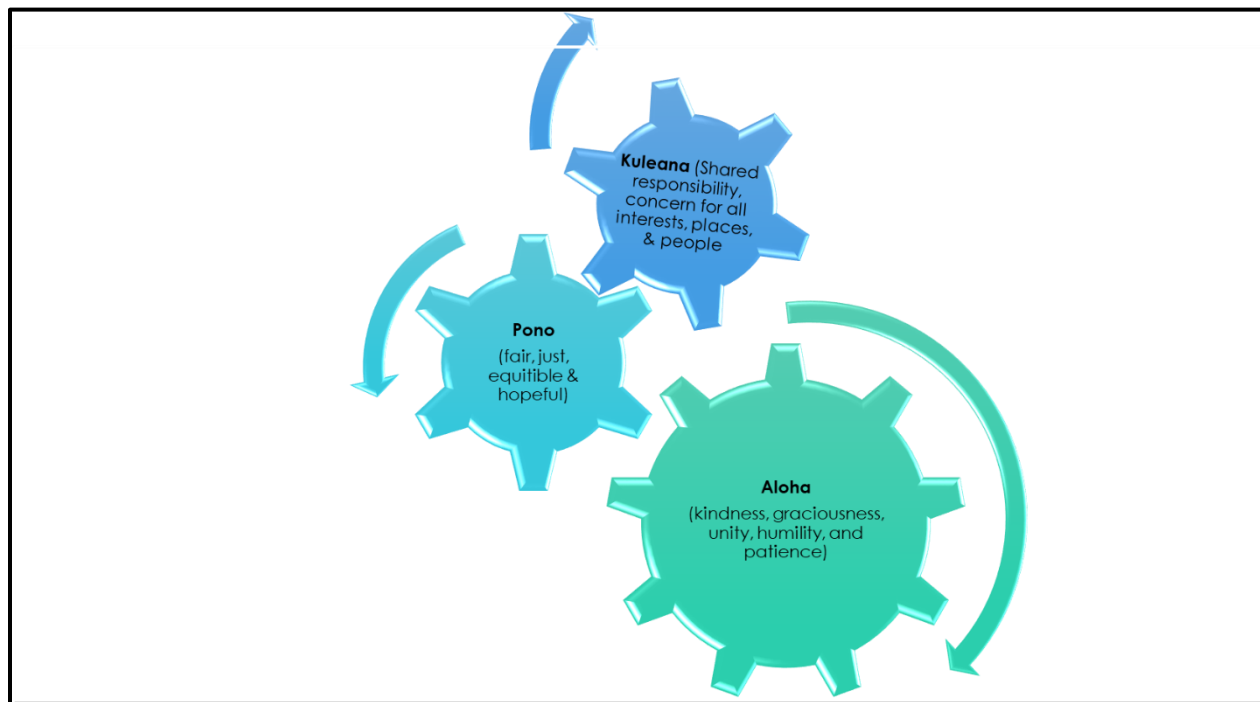 Kuleana (Shared
responsibility,
concern for all
interests, places,
& people
Pono
(fair, just,
equitible &
hopeful)
Aloha
(kindness, graciousness,
unity, humility, and
patience)